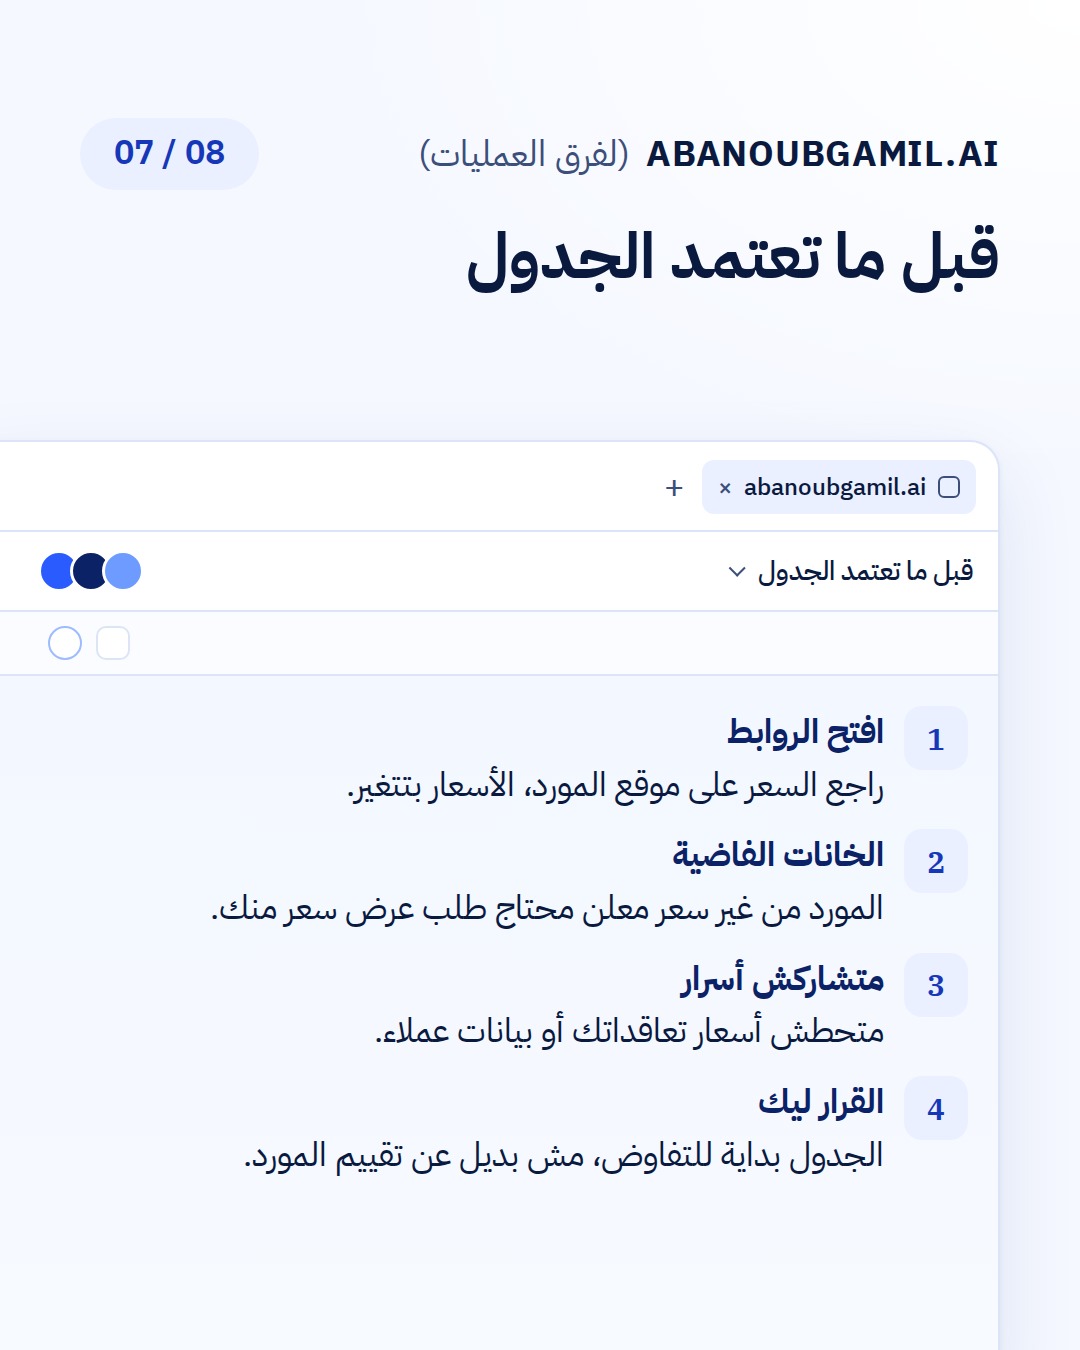 ABANOUBGAMIL.AI (لفرق العمليات)
07 / 08
قبل ما تعتمد الجدول
abanoubgamil.ai × +
قبل ما تعتمد الجدول
1
افتح الروابط
راجع السعر على موقع المورد، الأسعار بتتغير.
2
الخانات الفاضية
المورد من غير سعر معلن محتاج طلب عرض سعر منك.
3
متشاركش أسرار
متحطش أسعار تعاقداتك أو بيانات عملاء.
4
القرار ليك
الجدول بداية للتفاوض، مش بديل عن تقييم المورد.